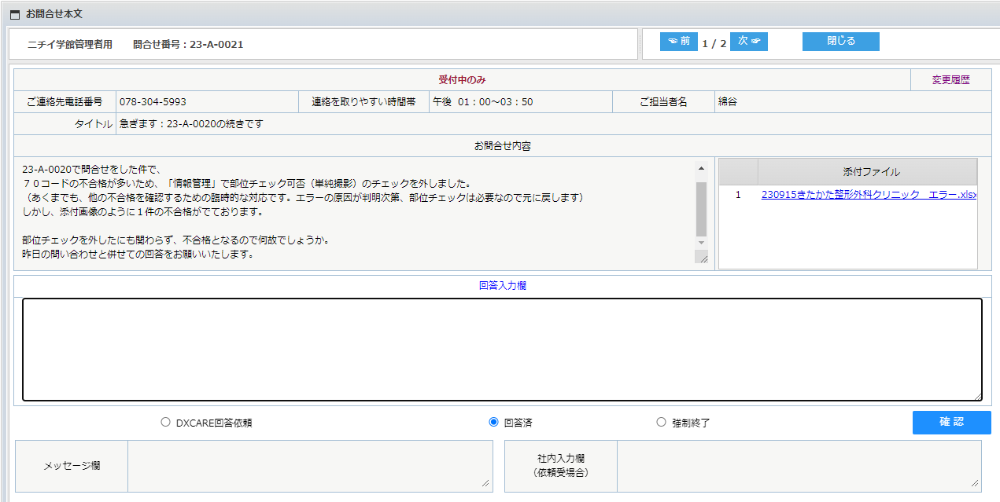 お問合せ本文
ニチイ学館管理者用 問合せ番号：23-A-0021
前 1 / 2 次 閉じる
受付中のみ 変更履歴
ご連絡先電話番号 078-304-5993 連絡を取りやすい時間帯 午後 01：00～03：50 ご担当者名 綿谷
タイトル 急ぎます：23-A-0020の続きです
お問合せ内容
23-A-0020で問合せをした件で、
７０コードの不合格が多いため、「情報管理」で部位チェック可否（単純撮影）のチェックを外しました。
（あくまでも、他の不合格を確認するための臨時的な対応です。エラーの原因が判明次第、部位チェックは必要なので元に戻します）
しかし、添付画像のように１件の不合格がでております。
部位チェックを外したにも関わらず、不合格となるので何故でしょうか。
昨日の問い合わせと併せての回答をお願いいたします。
添付ファイル
1 230915きたかた整形外科クリニック　エラー.xlsx
回答入力欄
DXCARE回答依頼 回答済 強制終了 確認
メッセージ欄 社内入力欄
（依頼受場合）